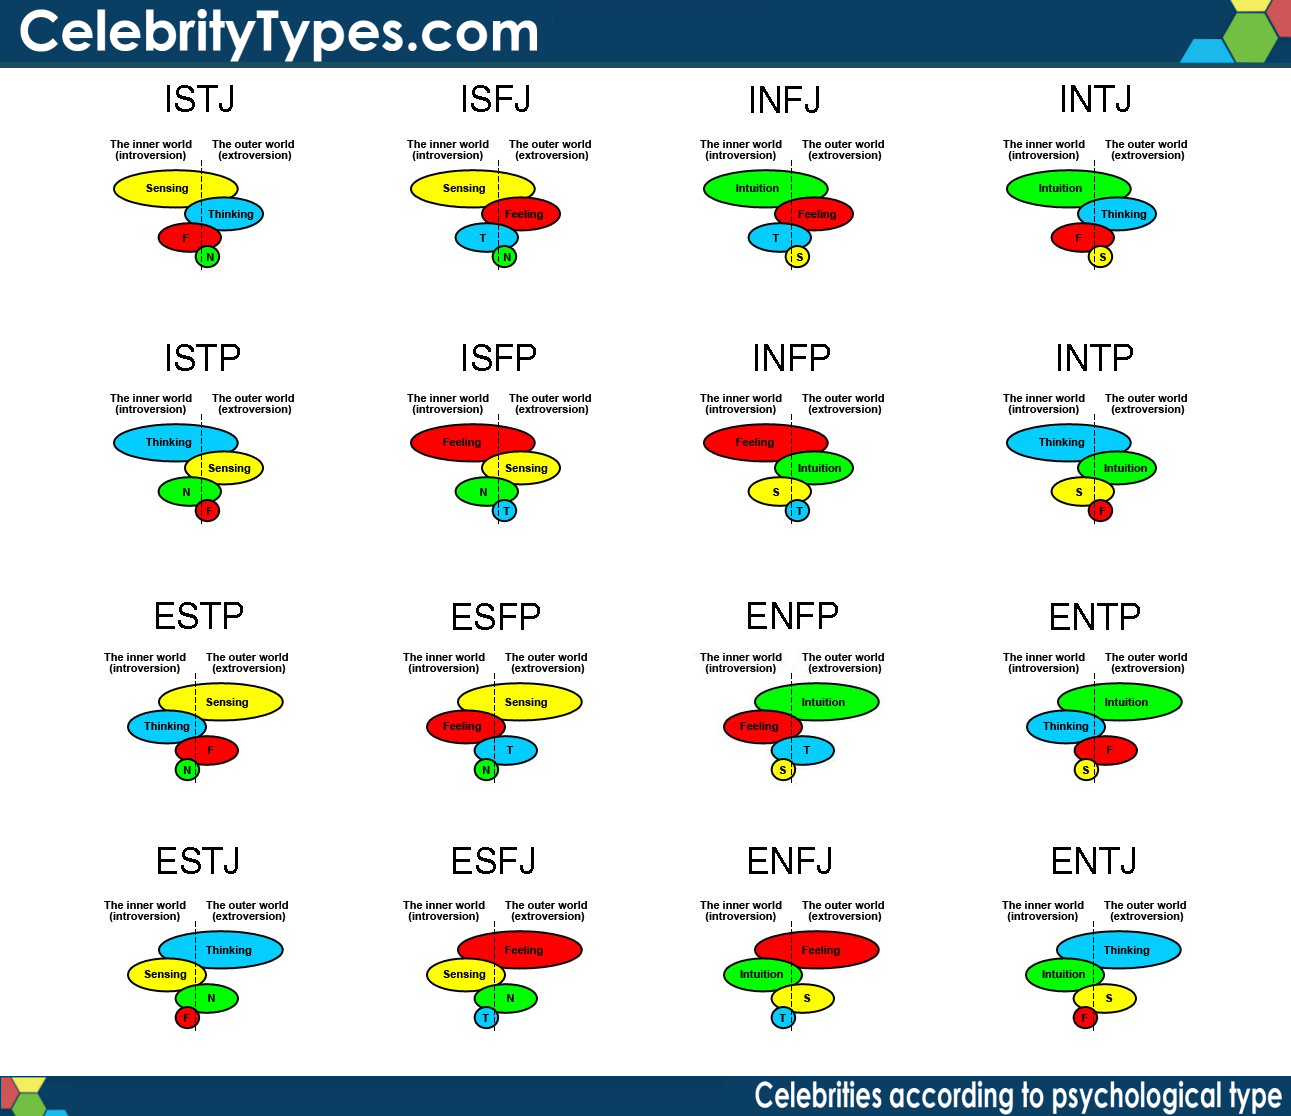 CelebrityTypes.com
ISTJ
The inner world The outer world
(introversion) (extroversion)
Sensing
Thinking
F
N
ISFJ
The inner world The outer world
(introversion) (extroversion)
Sensing
Feeling
T
N
INFJ
The inner world The outer world
(introversion) (extroversion)
Intuition
Feeling
T
S
INTJ
The inner world The outer world
(introversion) (extroversion)
Intuition
Thinking
F
S
ISTP
The inner world The outer world
(introversion) (extroversion)
Thinking
Sensing
N
F
ISFP
The inner world The outer world
(introversion) (extroversion)
Feeling
Sensing
N
T
INFP
The inner world The outer world
(introversion) (extroversion)
Feeling
Intuition
S
T
INTP
The inner world The outer world
(introversion) (extroversion)
Thinking
Intuition
S
F
ESTP
The inner world The outer world
(introversion) (extroversion)
Sensing
Thinking
F
N
ESFP
The inner world The outer world
(introversion) (extroversion)
Sensing
Feeling
T
N
ENFP
The inner world The outer world
(introversion) (extroversion)
Intuition
Feeling
T
S
ENTP
The inner world The outer world
(introversion) (extroversion)
Intuition
Thinking
F
S
ESTJ
The inner world The outer world
(introversion) (extroversion)
Thinking
Sensing
N
F
ESFJ
The inner world The outer world
(introversion) (extroversion)
Feeling
Sensing
N
T
ENFJ
The inner world The outer world
(introversion) (extroversion)
Feeling
Intuition
S
T
ENTJ
The inner world The outer world
(introversion) (extroversion)
Thinking
Intuition
S
F
Celebrities according to psychological type